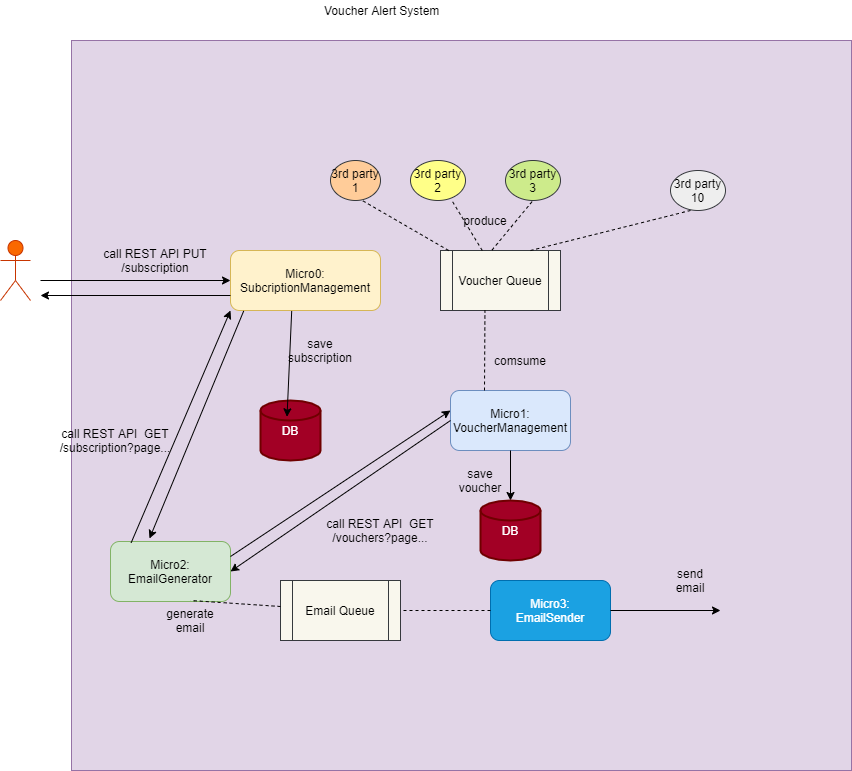 Voucher Alert System
3rd party
1
3rd party
2
3rd party
3
3rd party
10
produce
call REST API PUT
/subscription
Micro0:
SubcriptionManagement
Voucher Queue
save
subscription
comsume
DB
Micro1:
VoucherManagement
call REST API  GET
/subscription?page...
save
voucher
call REST API  GET
/vouchers?page...
DB
Micro2:
EmailGenerator
generate
email
Email Queue
Micro3:
EmailSender
send
email